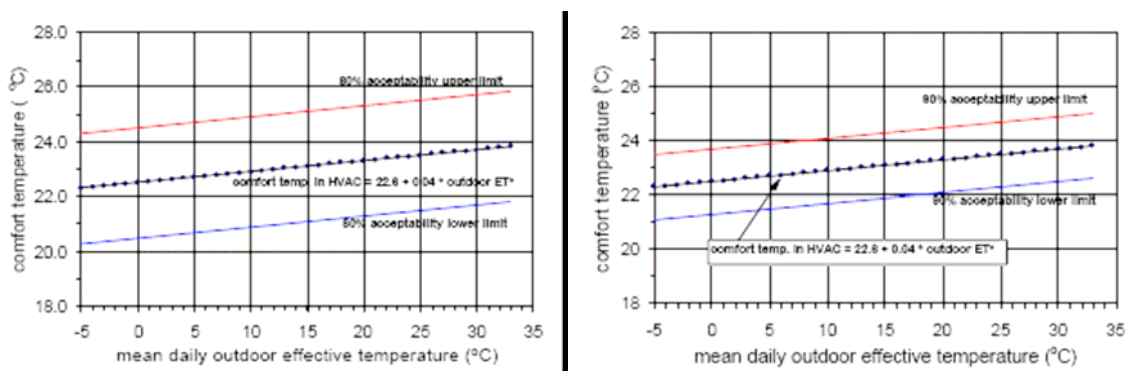 28.0
26.0
24.0
22.0
20.0
18.0
comfort temperature ( °C)
80% acceptability upper limit
comfort temp. in HVAC = 22.6 + 0.04 * outdoor ET*
80% acceptability lower limit
-5 0 5 10 15 20 25 30 35
mean daily outdoor effective temperature (°C)
28
26
24
22
20
18
comfort temperature (°C)
90% acceptability upper limit
90% acceptability lower limit
comfort temp. in HVAC = 22.6 + 0.04 * outdoor ET*
-5 0 5 10 15 20 25 30 35
mean daily outdoor effective temperature (°C)